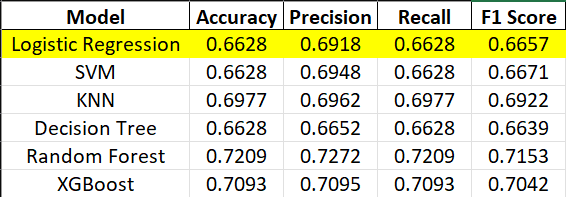 Model Accuracy Precision Recall F1 Score
Logistic Regression 0.6628 0.6918 0.6628 0.6657
SVM 0.6628 0.6948 0.6628 0.6671
KNN 0.6977 0.6962 0.6977 0.6922
Decision Tree 0.6628 0.6652 0.6628 0.6639
Random Forest 0.7209 0.7272 0.7209 0.7153
XGBoost 0.7093 0.7095 0.7093 0.7042